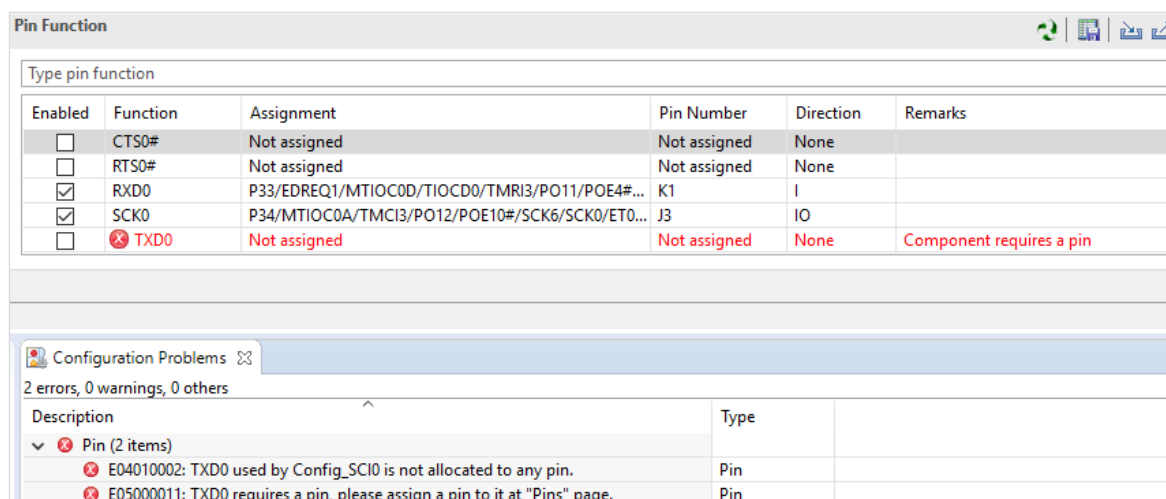 Pin Function
Type pin function
Enabled Function Assignment Pin Number Direction Remarks
CTS0# Not assigned Not assigned None
RTS0# Not assigned Not assigned None
RXD0 P33/EDREQ1/MTIOC0D/TIOCD0/TMRI3/PO11/POE4#... K1 I
SCK0 P34/MTIOC0A/TMCI3/PO12/POE10#/SCK6/SCK0/ET0... J3 IO
TXD0 Not assigned Not assigned None Component requires a pin
Configuration Problems
2 errors, 0 warnings, 0 others
Description Type
Pin (2 items)
E04010002: TXD0 used by Config_SCI0 is not allocated to any pin. Pin
E05000011: TXD0 requires a pin, please assign a pin to it at "Pins" page. Pin